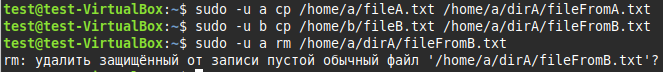 test@test-VirtualBox:~$ sudo -u a cp /home/a/fileA.txt /home/a/dirA/fileFromA.txt
test@test-VirtualBox:~$ sudo -u b cp /home/b/fileB.txt /home/a/dirA/fileFromB.txt
test@test-VirtualBox:~$ sudo -u a rm /home/a/dirA/fileFromB.txt
rm: удалить защищённый от записи пустой обычный файл '/home/a/dirA/fileFromB.txt'?